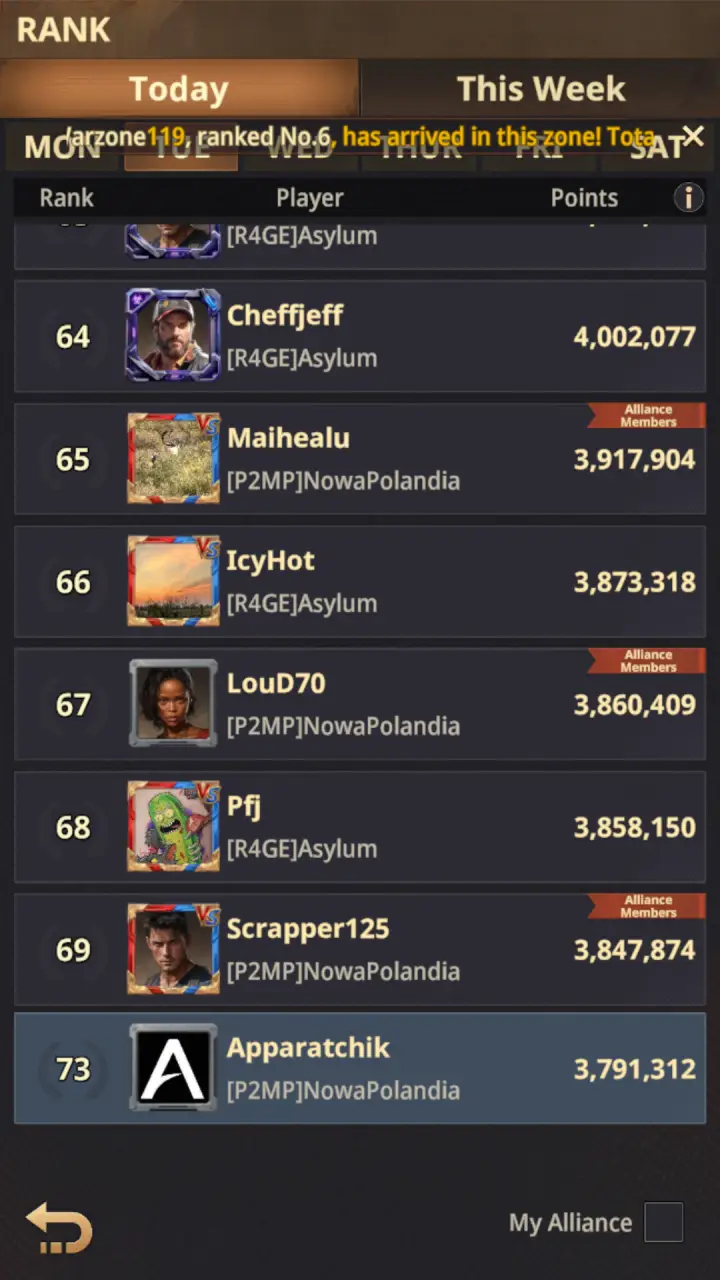 RANK
Today
This Week
arzone119, ranked No.6, has arrived in this zone! Tota
MON TUE WED THUR FRI SAT
Rank Player Points
[R4GE]Asylum
64 Cheffjeff 4,002,077
[R4GE]Asylum
Alliance
Members
65 Maihealu 3,917,904
[P2MP]NowaPolandia
66 IcyHot 3,873,318
[R4GE]Asylum
Alliance
Members
67 LouD70 3,860,409
[P2MP]NowaPolandia
68 Pfj 3,858,150
[R4GE]Asylum
Alliance
Members
69 Scrapper125 3,847,874
[P2MP]NowaPolandia
73 Apparatchik 3,791,312
[P2MP]NowaPolandia
My Alliance